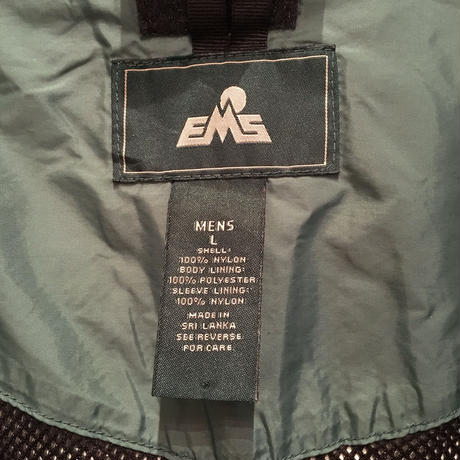 EMS
MENS
L
SHELL:
100% NYLON
BODY LINING:
100% POLYESTER
SLEEVE LINING:
100% NYLON
MADE IN
SRI LANKA
SEE REVERSE
FOR CARE.